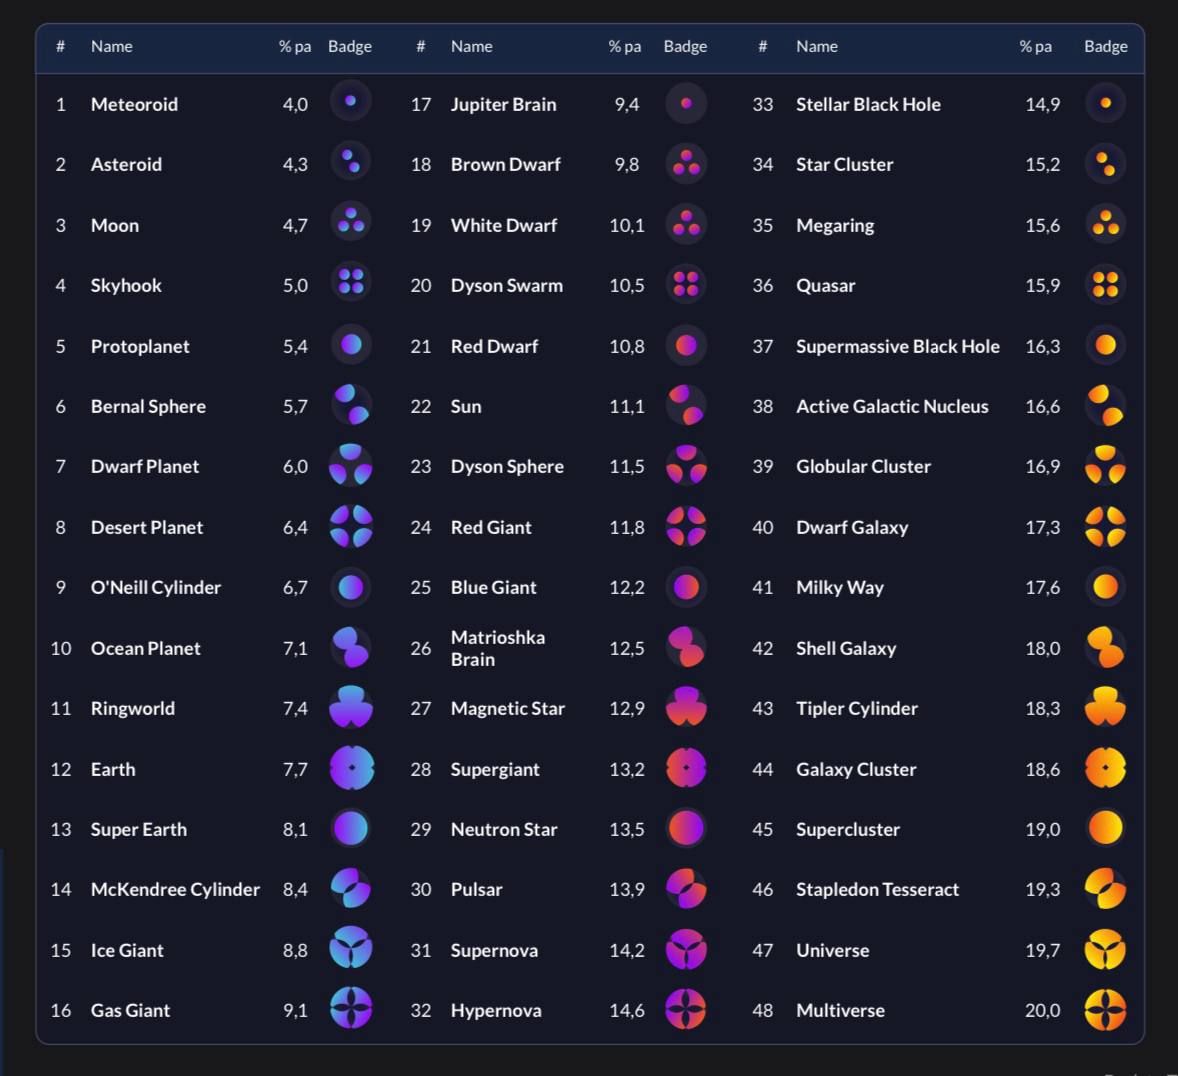 # Name % pa Badge # Name % pa Badge # Name % pa Badge
1 Meteoroid 4,0 17 Jupiter Brain 9,4 33 Stellar Black Hole 14,9
2 Asteroid 4,3 18 Brown Dwarf 9,8 34 Star Cluster 15,2
3 Moon 4,7 19 White Dwarf 10,1 35 Megaring 15,6
4 Skyhook 5,0 20 Dyson Swarm 10,5 36 Quasar 15,9
5 Protoplanet 5,4 21 Red Dwarf 10,8 37 Supermassive Black Hole 16,3
6 Bernal Sphere 5,7 22 Sun 11,1 38 Active Galactic Nucleus 16,6
7 Dwarf Planet 6,0 23 Dyson Sphere 11,5 39 Globular Cluster 16,9
8 Desert Planet 6,4 24 Red Giant 11,8 40 Dwarf Galaxy 17,3
9 O'Neill Cylinder 6,7 25 Blue Giant 12,2 41 Milky Way 17,6
10 Ocean Planet 7,1 26 Matrioshka Brain 12,5 42 Shell Galaxy 18,0
11 Ringworld 7,4 27 Magnetic Star 12,9 43 Tipler Cylinder 18,3
12 Earth 7,7 28 Supergiant 13,2 44 Galaxy Cluster 18,6
13 Super Earth 8,1 29 Neutron Star 13,5 45 Supercluster 19,0
14 McKendree Cylinder 8,4 30 Pulsar 13,9 46 Stapledon Tesseract 19,3
15 Ice Giant 8,8 31 Supernova 14,2 47 Universe 19,7
16 Gas Giant 9,1 32 Hypernova 14,6 48 Multiverse 20,0